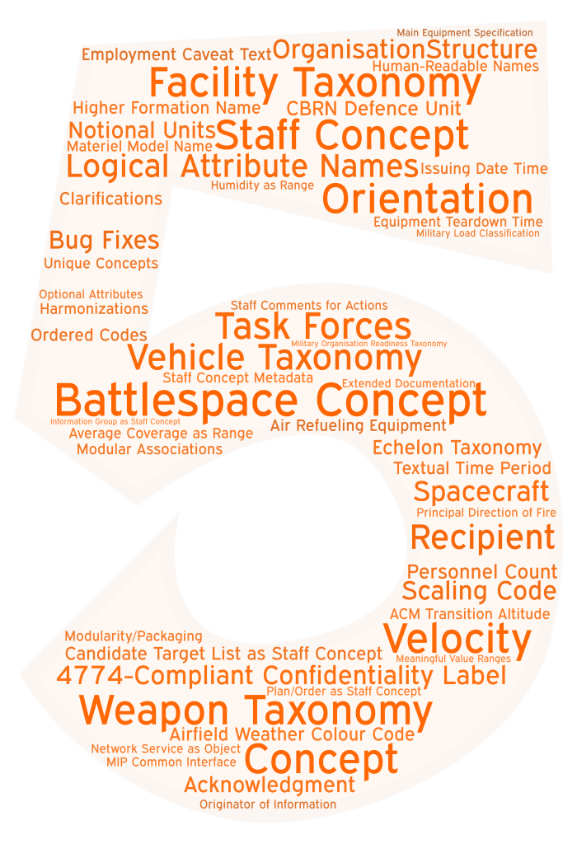 Main Equipment Specification
Employment Caveat Text
OrganisationStructure
Human-Readable Names
Facility Taxonomy
Higher Formation Name
CBRN Defence Unit
Notional Units
Staff Concept
Materiel Model Name
Logical Attribute Names
Issuing Date Time
Humidity as Range
Clarifications
Orientation
Equipment Teardown Time
Military Load Classification
Bug Fixes
Unique Concepts
Optional Attributes
Harmonizations
Staff Comments for Actions
Ordered Codes
Task Forces
Military Organisation Readiness Taxonomy
Vehicle Taxonomy
Staff Concept Metadata
Extended Documentation
Battlespace Concept
Information Group as Staff Concept
Air Refueling Equipment
Average Coverage as Range
Modular Associations
Echelon Taxonomy
Textual Time Period
Spacecraft
Principal Direction of Fire
Recipient
Personnel Count
Scaling Code
ACM Transition Altitude
Modularity/Packaging
Velocity
Candidate Target List as Staff Concept
Meaningful Value Ranges
4774-Compliant Confidentiality Label
Plan/Order as Staff Concept
Weapon Taxonomy
Airfield Weather Colour Code
Network Service as Object
MIP Common Interface
Concept
Acknowledgment
Originator of Information